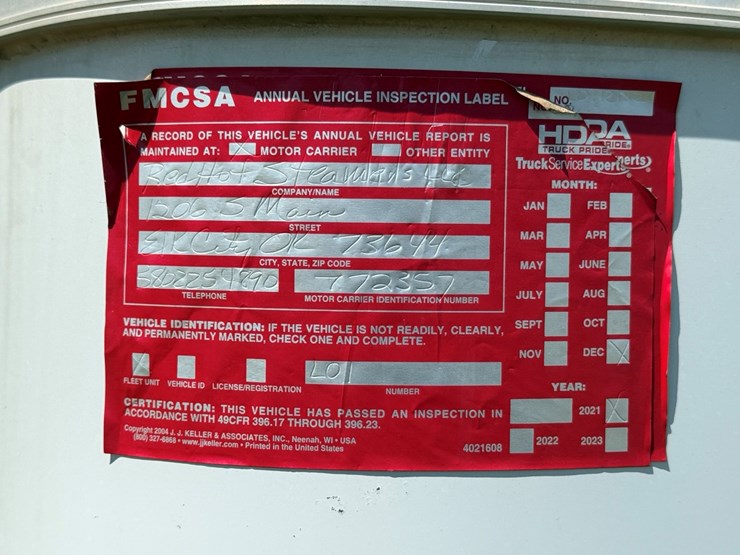 FMCSA ANNUAL VEHICLE INSPECTION LABEL
NO.
A RECORD OF THIS VEHICLE'S ANNUAL VEHICLE REPORT IS
MAINTAINED AT: X MOTOR CARRIER OTHER ENTITY
Red Hot Steamers LLC
COMPANY/NAME
1206 S Main
STREET
Elk City, OK 73644
CITY, STATE, ZIP CODE
5802254890 772357
TELEPHONE MOTOR CARRIER IDENTIFICATION NUMBER
VEHICLE IDENTIFICATION: IF THE VEHICLE IS NOT READILY, CLEARLY,
AND PERMANENTLY MARKED, CHECK ONE AND COMPLETE.
X LO1
FLEET UNIT VEHICLE ID LICENSE/REGISTRATION NUMBER
CERTIFICATION: THIS VEHICLE HAS PASSED AN INSPECTION IN
ACCORDANCE WITH 49CFR 396.17 THROUGH 396.23.
Copyright 2004 J. J. KELLER & ASSOCIATES, INC., Neenah, WI • USA
(800) 327-6868 • www.jjkeller.com • Printed in the United States
4021608
TRUCK PRIDE
TruckService
MONTH:
JAN FEB
MAR APR
MAY JUNE
JULY AUG
SEPT OCT
NOV DEC X
YEAR:
2021 X
2022 2023